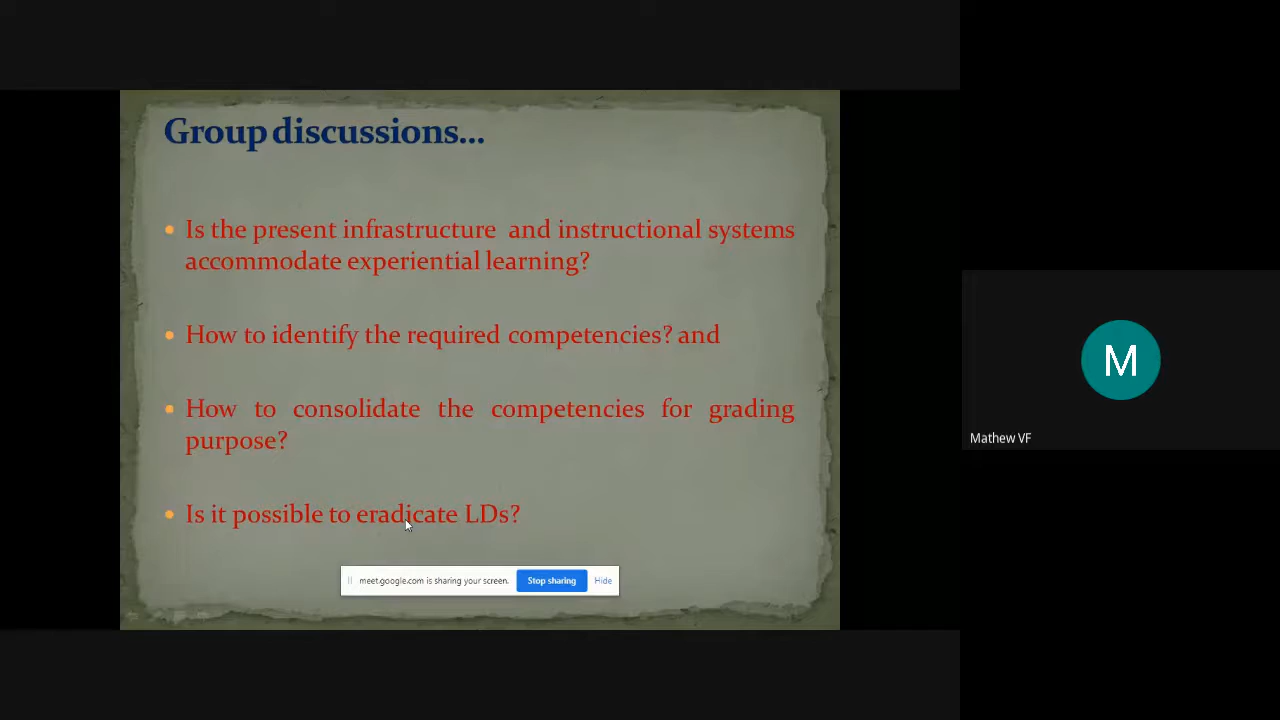 Group discussions...
Is the present infrastructure and instructional systems
accommodate experiential learning?
How to identify the required competencies? and
How to consolidate the competencies for grading
purpose?
Is it possible to eradicate LDs?
meet.google.com is sharing your screen. Stop sharing Hide
M
Mathew VF